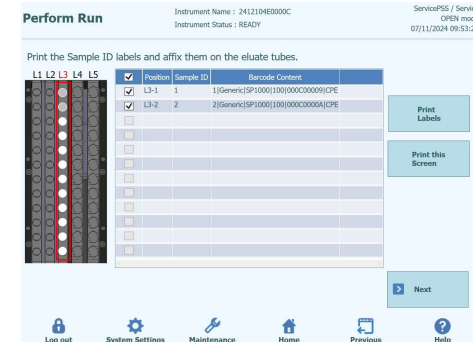 Perform Run
Instrument Name : 2412104E0000C
Instrument Status : READY
ServicePSS / Servi
OPEN mod
07/11/2024 09:53:2
Print the Sample ID labels and affix them on the eluate tubes.
L1 L2 L3 L4 L5
Position Sample ID Barcode Content
L3-1 1 1|Generic|SP1000|100|000C00009|CPE
L3-2 2 2|Generic|SP1000|100|000C0000A|CPE
Print
Labels
Print this
Screen
Next
Log out System Settings Maintenance Home Previous Help